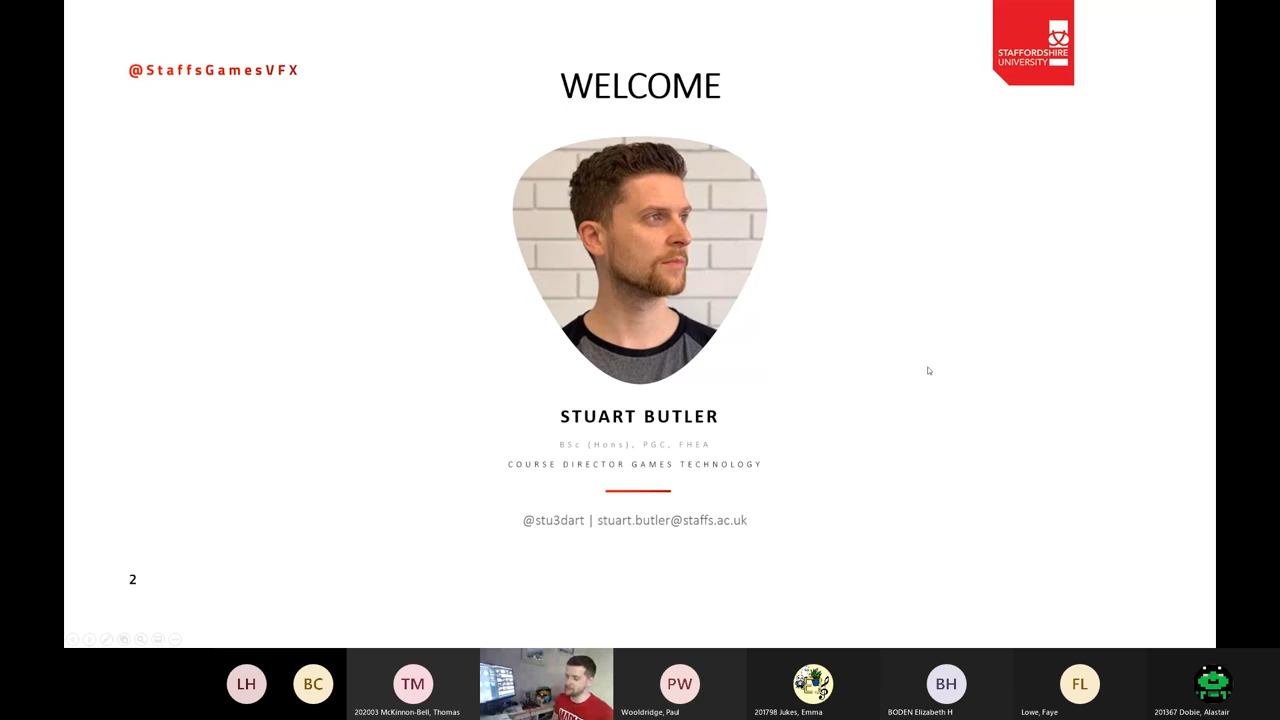 @StaffsGamesVFX
STAFFORDSHIRE
UNIVERSITY
WELCOME
STUART BUTLER
BSc (Hons), PGC, FHEA
COURSE DIRECTOR GAMES TECHNOLOGY
@stu3dart | stuart.butler@staffs.ac.uk
2
LH
BC
TM
PW
BH
FL
202003 McKinnon-Bell, Thomas
Wooldridge, Paul
201798 Jukes, Emma
BODEN Elizabeth H
Lowe, Faye
201367 Dobie, Alastair